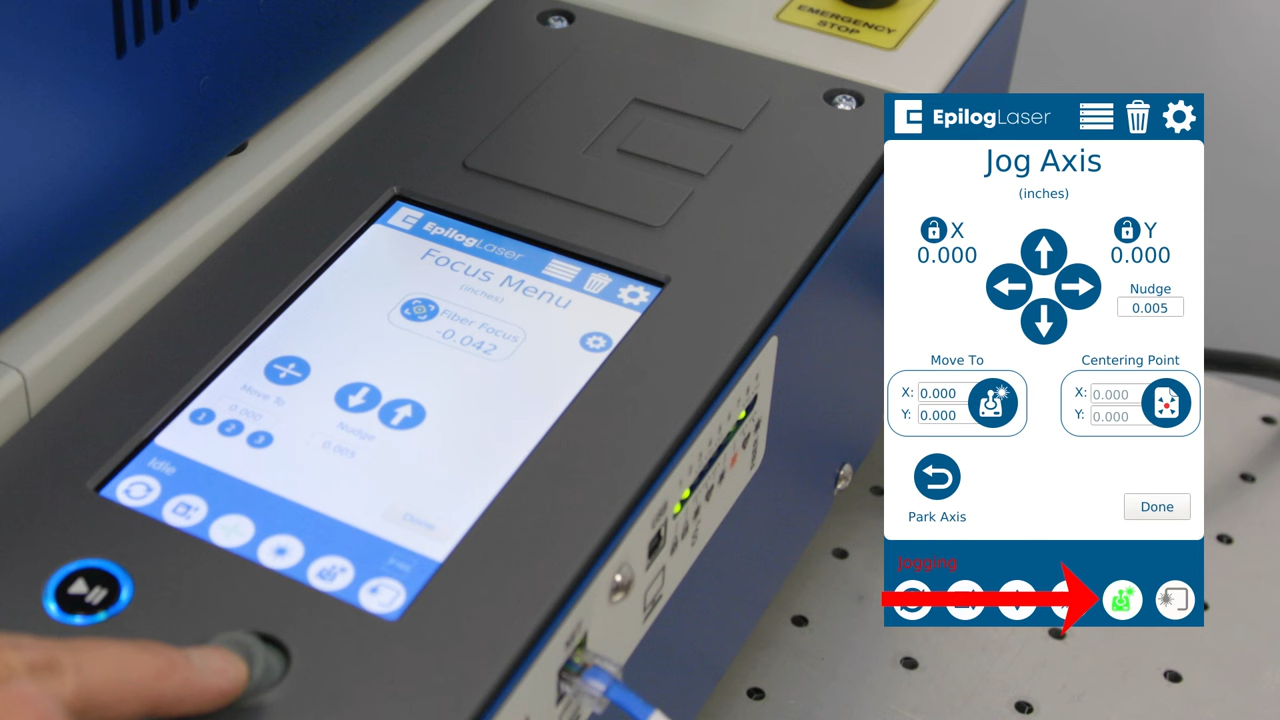 EMERGENCY
STOP
EpilogLaser
Focus Menu
(inches)
Fiber Focus
-0.042
Move To
0.000
Nudge
0.005
1 2 3
Done
Idle
EpilogLaser
Jog Axis
(inches)
X
0.000
Y
0.000
Nudge
0.005
Move To
X: 0.000
Y: 0.000
Centering Point
X: 0.000
Y: 0.000
Park Axis
Done
Jogging